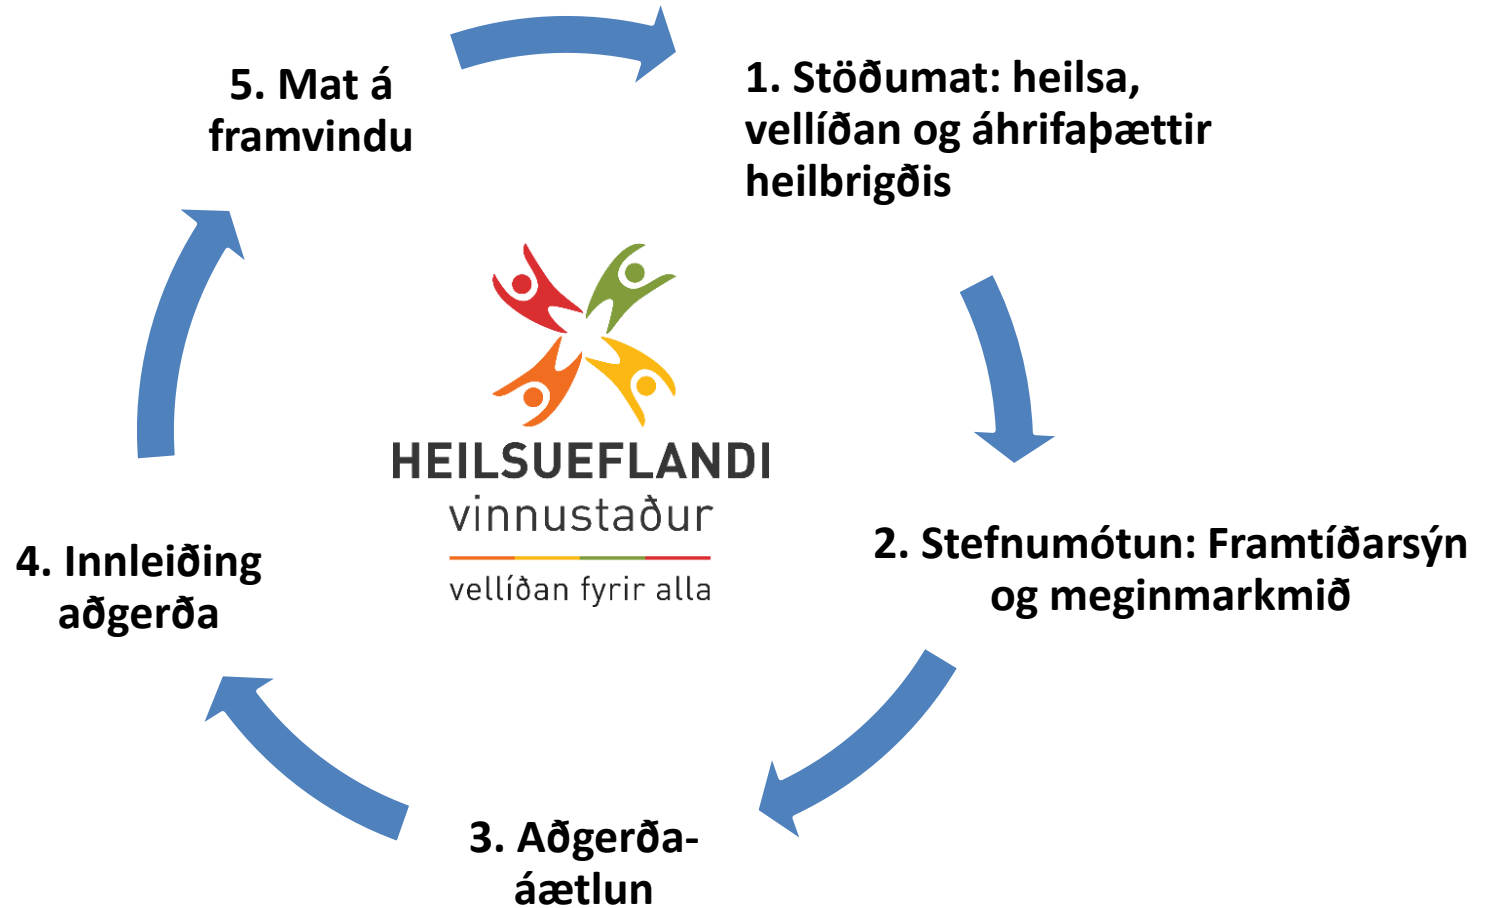 1. Stöðumat: heilsa,
vellíðan og áhrifaþættir
heilbrigðis
2. Stefnumótun: Framtíðarsýn
og meginmarkmið
3. Aðgerða-
áætlun
4. Innleiðing
aðgerða
5. Mat á
framvindu
HEILSUEFLANDI
vinnustaður
vellíðan fyrir alla